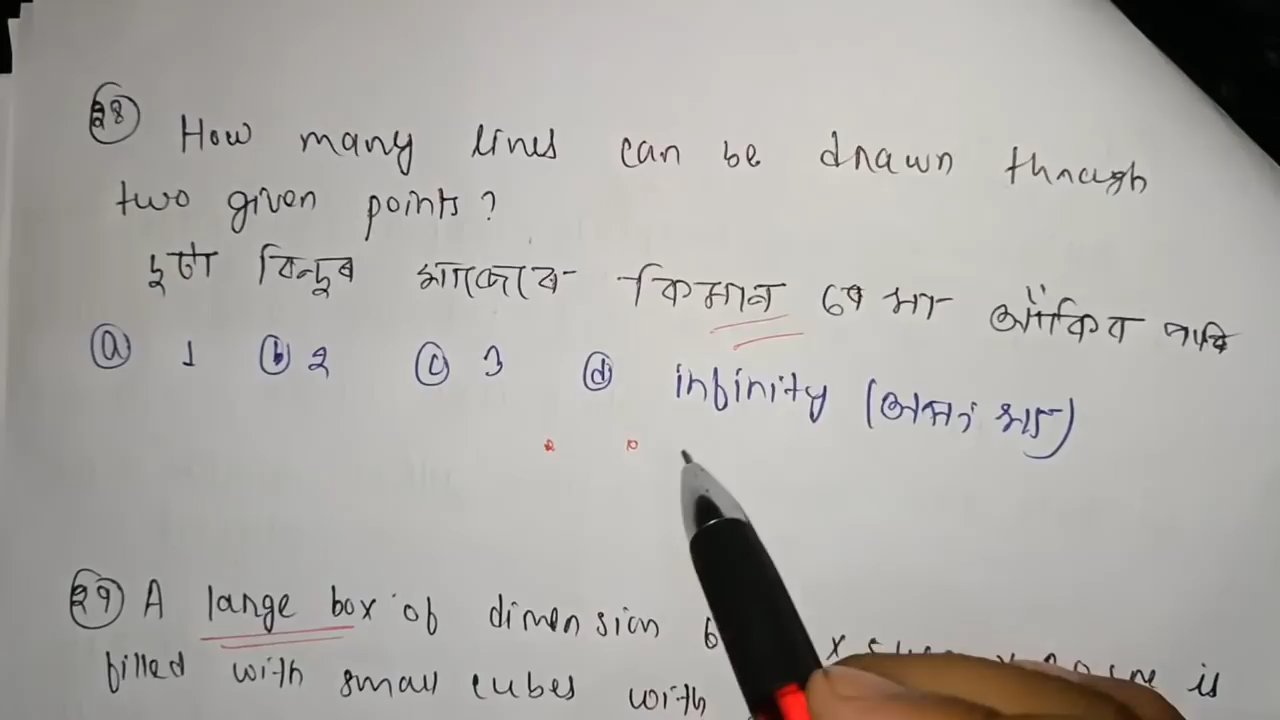 28 How many lines can be drawn through
two given points?
দুটা বিন্দুৰ মাজেৰে কিমান ৰেখা আঁকিব পাৰি
a 1 b 2 c 3 d infinity (অসংখ্য)
29 A large box of dimension
filled with small cubes with